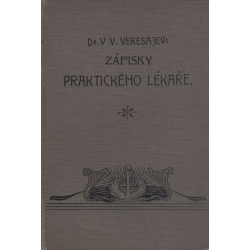 Dr. V V. VERESAJEV:
ZÁPISKY
PRAKTICKÉHO LÉKAŘE,